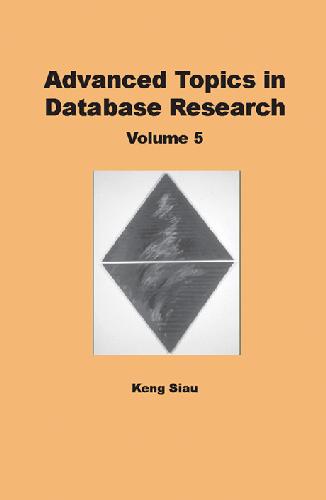 Advanced Topics in
Database Research
Volume 5
Keng Siau